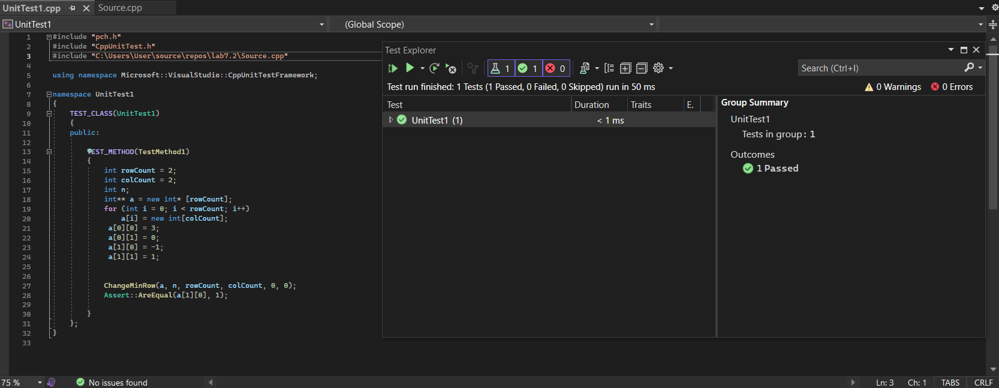 UnitTest1.cpp Source.cpp
UnitTest1 (Global Scope)
1 #include "pch.h"
2 #include "CppUnitTest.h"
3 #include "C:\Users\User\source\repos\lab7.2\Source.cpp"
4
5 using namespace Microsoft::VisualStudio::CppUnitTestFramework;
6
7 namespace UnitTest1
8 {
9 TEST_CLASS(UnitTest1)
10 {
11 public:
12
13 TEST_METHOD(TestMethod1)
14 {
15 int rowCount = 2;
16 int colCount = 2;
17 int n;
18 int** a = new int* [rowCount];
19 for (int i = 0; i < rowCount; i++)
20 a[i] = new int[colCount];
21 a[0][0] = 3;
22 a[0][1] = 0;
23 a[1][0] = -1;
24 a[1][1] = 1;
25
26
27 ChangeMinRow(a, n, rowCount, colCount, 0, 0);
28 Assert::AreEqual(a[1][0], 1);
29
30 }
31 };
32 }
33
Test Explorer
1 1 0
Search (Ctrl+I)
Test run finished: 1 Tests (1 Passed, 0 Failed, 0 Skipped) run in 50 ms
0 Warnings 0 Errors
Test Duration Traits E.
UnitTest1 (1) < 1 ms
Group Summary
UnitTest1
Tests in group: 1
Outcomes
1 Passed
75 % No issues found Ln: 3 Ch: 1 TABS CRLF